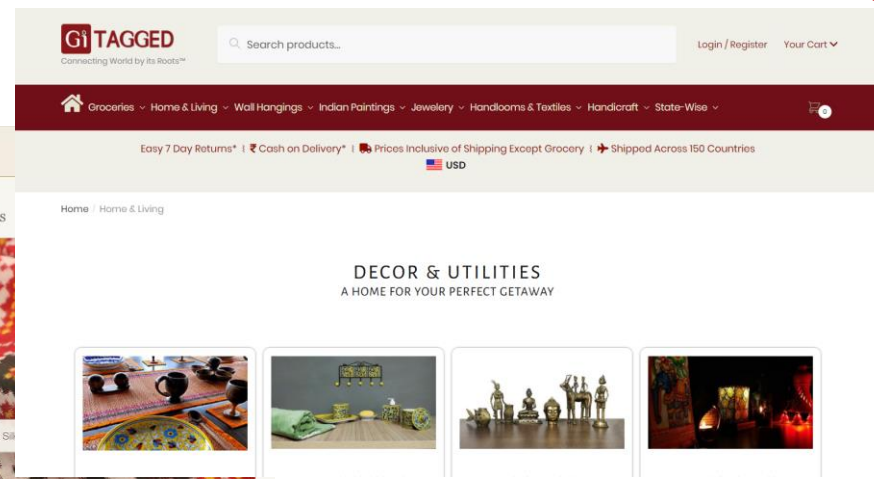 Gi TAGGED
Connecting World by its Roots™
Search products...
Login / Register Your Cart
Groceries Home & Living Wall Hangings Indian Paintings Jewelery Handlooms & Textiles Handicraft State-Wise
0
Easy 7 Day Returns* | ₹ Cash on Delivery* | Prices Inclusive of Shipping Except Grocery | Shipped Across 150 Countries
USD
Home / Home & Living
DECOR & UTILITIES
A HOME FOR YOUR PERFECT GETAWAY